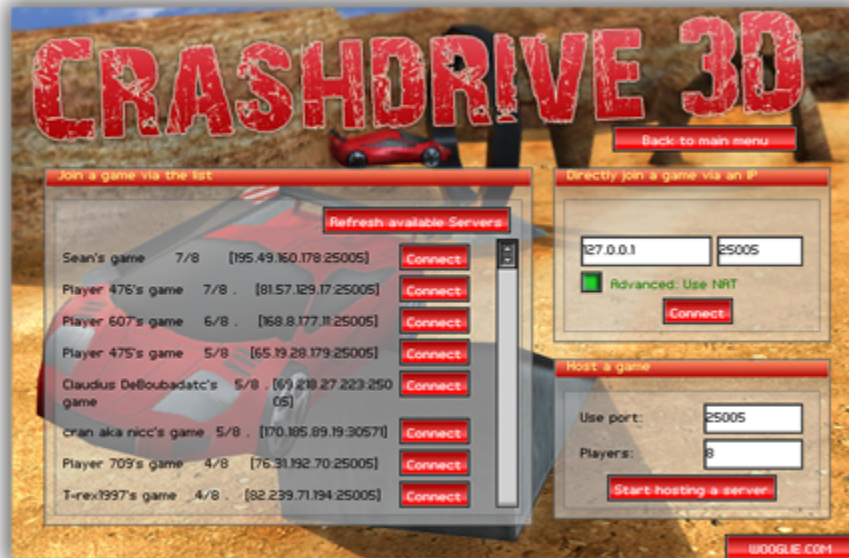 CRASHDRIVE 3D
Back to main menu
Join a game via the list
Refresh available Servers
Sean's game 7/8 [195.49.160.178:25005] Connect
Player 476's game 7/8 . [81.57.129.17:25005] Connect
Player 607's game 6/8 . [168.8.177.11:25005] Connect
Player 475's game 5/8 [65.19.28.179:25005] Connect
Claudius DeBoubadatc's 5/8 . [69.218.27.223:250 Connect
game 05]
cran aka nicc's game 5/8 . [170.185.89.19:30571] Connect
Player 709's game 4/8 [76.31.192.70:25005] Connect
T-rex1997's game 4/8 . [82.239.71.194:25005] Connect
Directly join a game via an IP
127.0.0.1 25005
Advanced: Use NAT
Connect
Host a game
Use port: 25005
Players: 8
Start hosting a server
WOOGLIE.COM